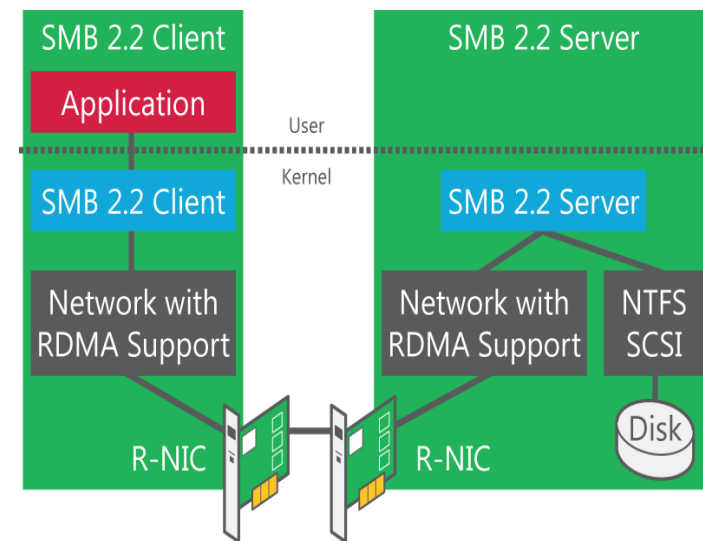 SMB 2.2 Client
SMB 2.2 Server
Application
User
Kernel
SMB 2.2 Client
SMB 2.2 Server
Network with
RDMA Support
Network with
RDMA Support
NTFS
SCSI
Disk
R-NIC
R-NIC